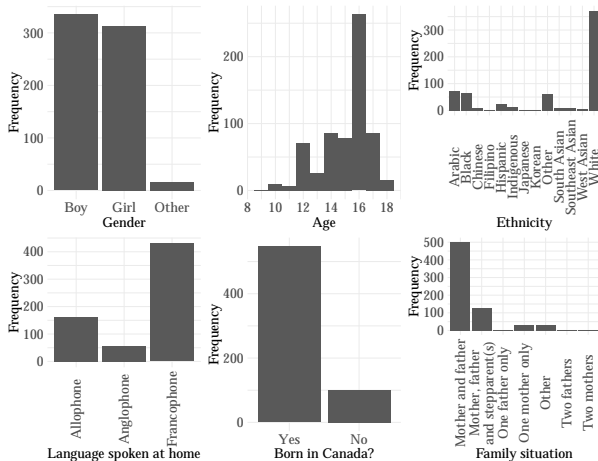 300
200
100
0
Frequency
Boy Girl Other
Gender
200
100
0
Frequency
8 10 12 14 16 18
Age
300
200
100
0
Frequency
Arabic
Black
Chinese
Filipino
Hispanic
Indigenous
Japanese
Korean
Other
South Asian
Southeast Asian
West Asian
White
Ethnicity
400
300
200
100
0
Frequency
Allophone
Anglophone
Francophone
Language spoken at home
400
200
0
Frequency
Yes No
Born in Canada?
500
400
300
200
100
0
Frequency
Mother and father
Mother, father
and stepparent(s)
One father only
One mother only
Other
Two fathers
Two mothers
Family situation